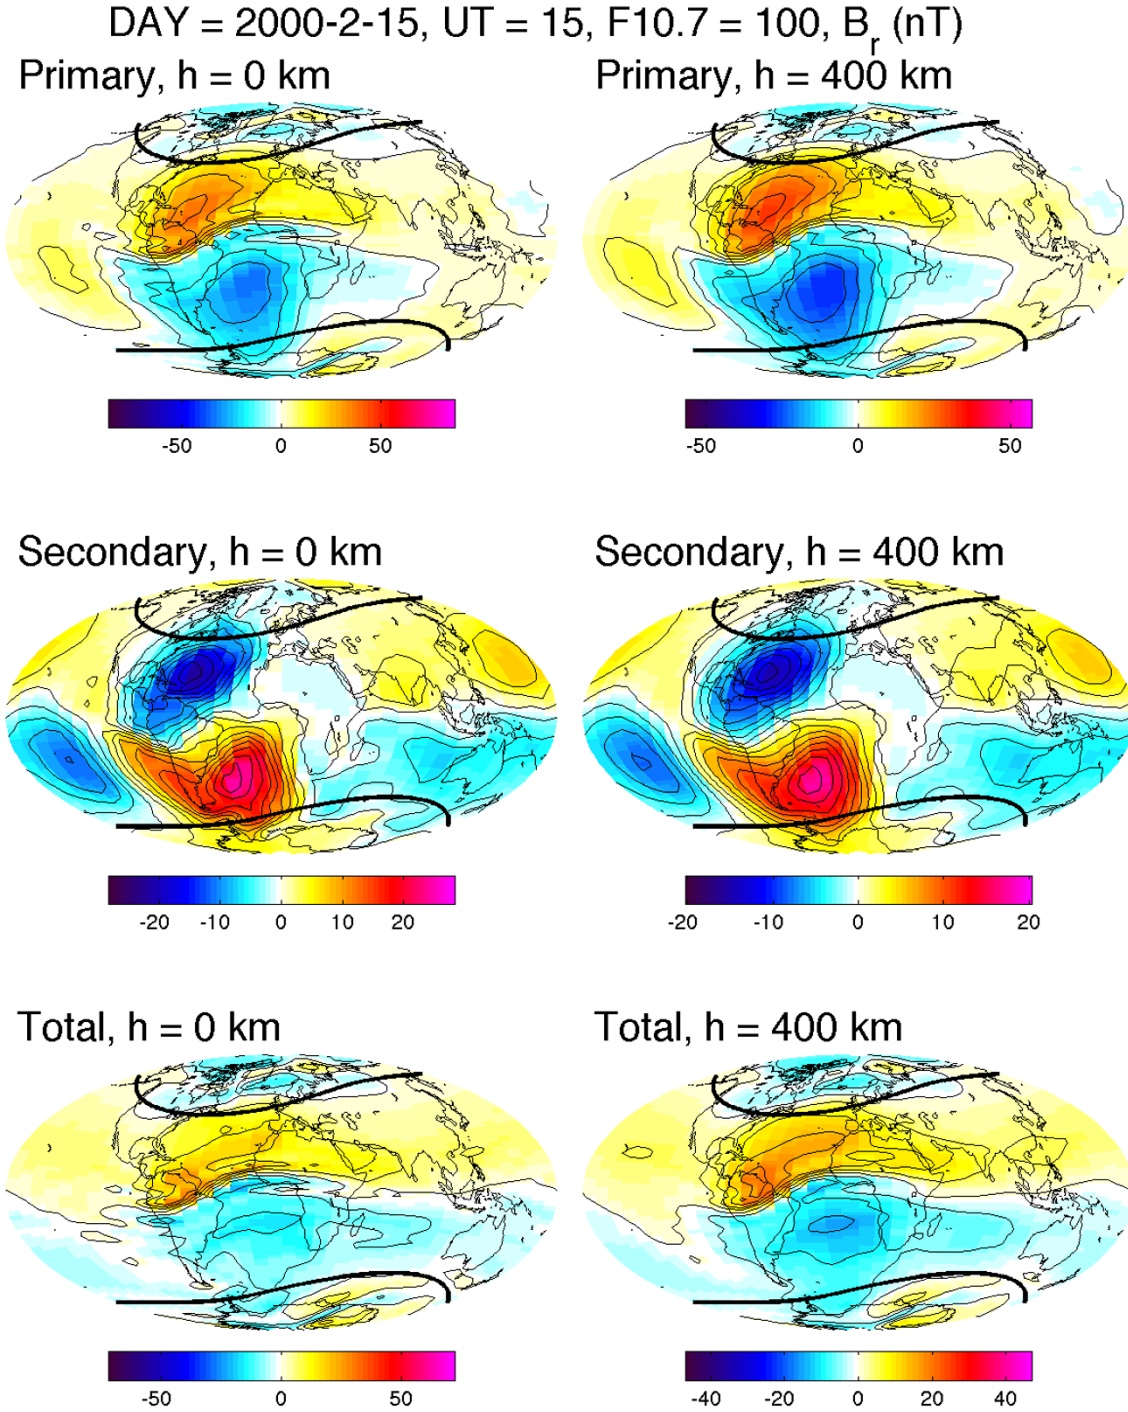 DAY = 2000-2-15, UT = 15, F10.7 = 100, B_r (nT)
Primary, h = 0 km
Primary, h = 400 km
-50 0 50
-50 0 50
Secondary, h = 0 km
Secondary, h = 400 km
-20 -10 0 10 20
-20 -10 0 10 20
Total, h = 0 km
Total, h = 400 km
-50 0 50
-40 -20 0 20 40